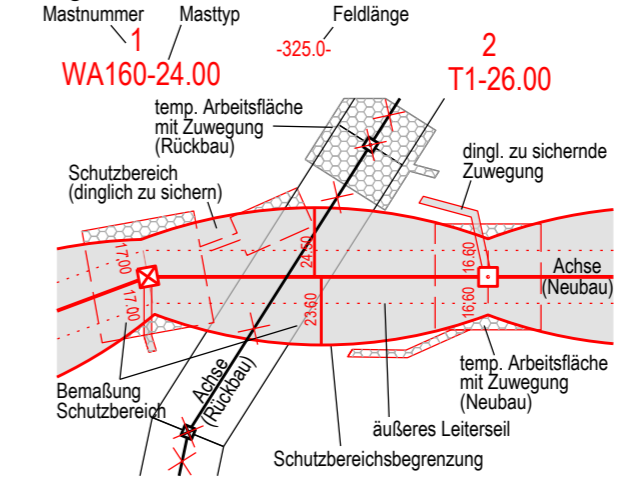 Mastnummer
Masttyp
Feldlänge
1
-325.0-
2
WA160-24.00
T1-26.00
temp. Arbeitsfläche
mit Zuwegung
(Rückbau)
dingl. zu sichernde
Zuwegung
Schutzbereich
(dinglich zu sichern)
17.00
24.50
16.60
Achse
(Neubau)
17.00
23.60
16.60
Achse
(Rückbau)
temp. Arbeitsfläche
mit Zuwegung
(Neubau)
Bemaßung
Schutzbereich
äußeres Leiterseil
Schutzbereichsbegrenzung